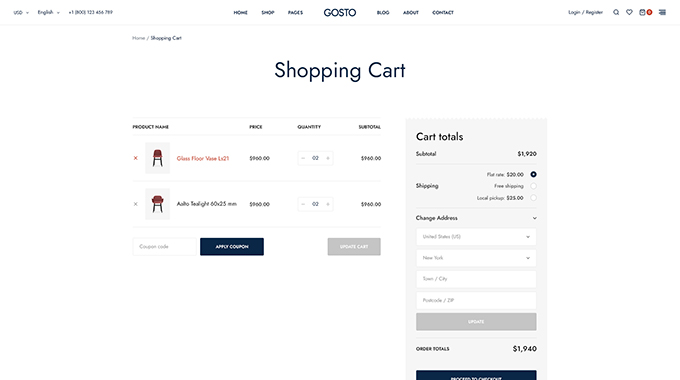 USD English +1 (800) 123 456 789 HOME SHOP PAGES GOSTO BLOG ABOUT CONTACT Login / Register 0
Home / Shopping Cart
Shopping Cart
PRODUCT NAME PRICE QUANTITY SUBTOTAL
× Glass Floor Vase Ls21 $960.00 − 02 + $960.00
× Aalto Tealight 60x25 mm $960.00 − 02 + $960.00
Coupon code APPLY COUPON UPDATE CART
Cart totals
Subtotal $1,920
Shipping
Flat rate: $20.00
Free shipping
Local pickup: $25.00
Change Address
United States (US)
New York
Town / City
Postcode / ZIP
UPDATE
ORDER TOTALS $1,940
PROCEED TO CHECKOUT